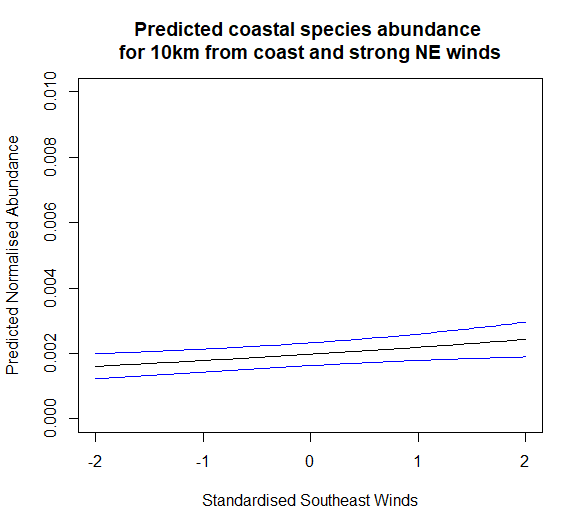 Predicted coastal species abundance
for 10km from coast and strong NE winds
Predicted Normalised Abundance
0.010
0.008
0.006
0.004
0.002
0.000
-2
-1
0
1
2
Standardised Southeast Winds